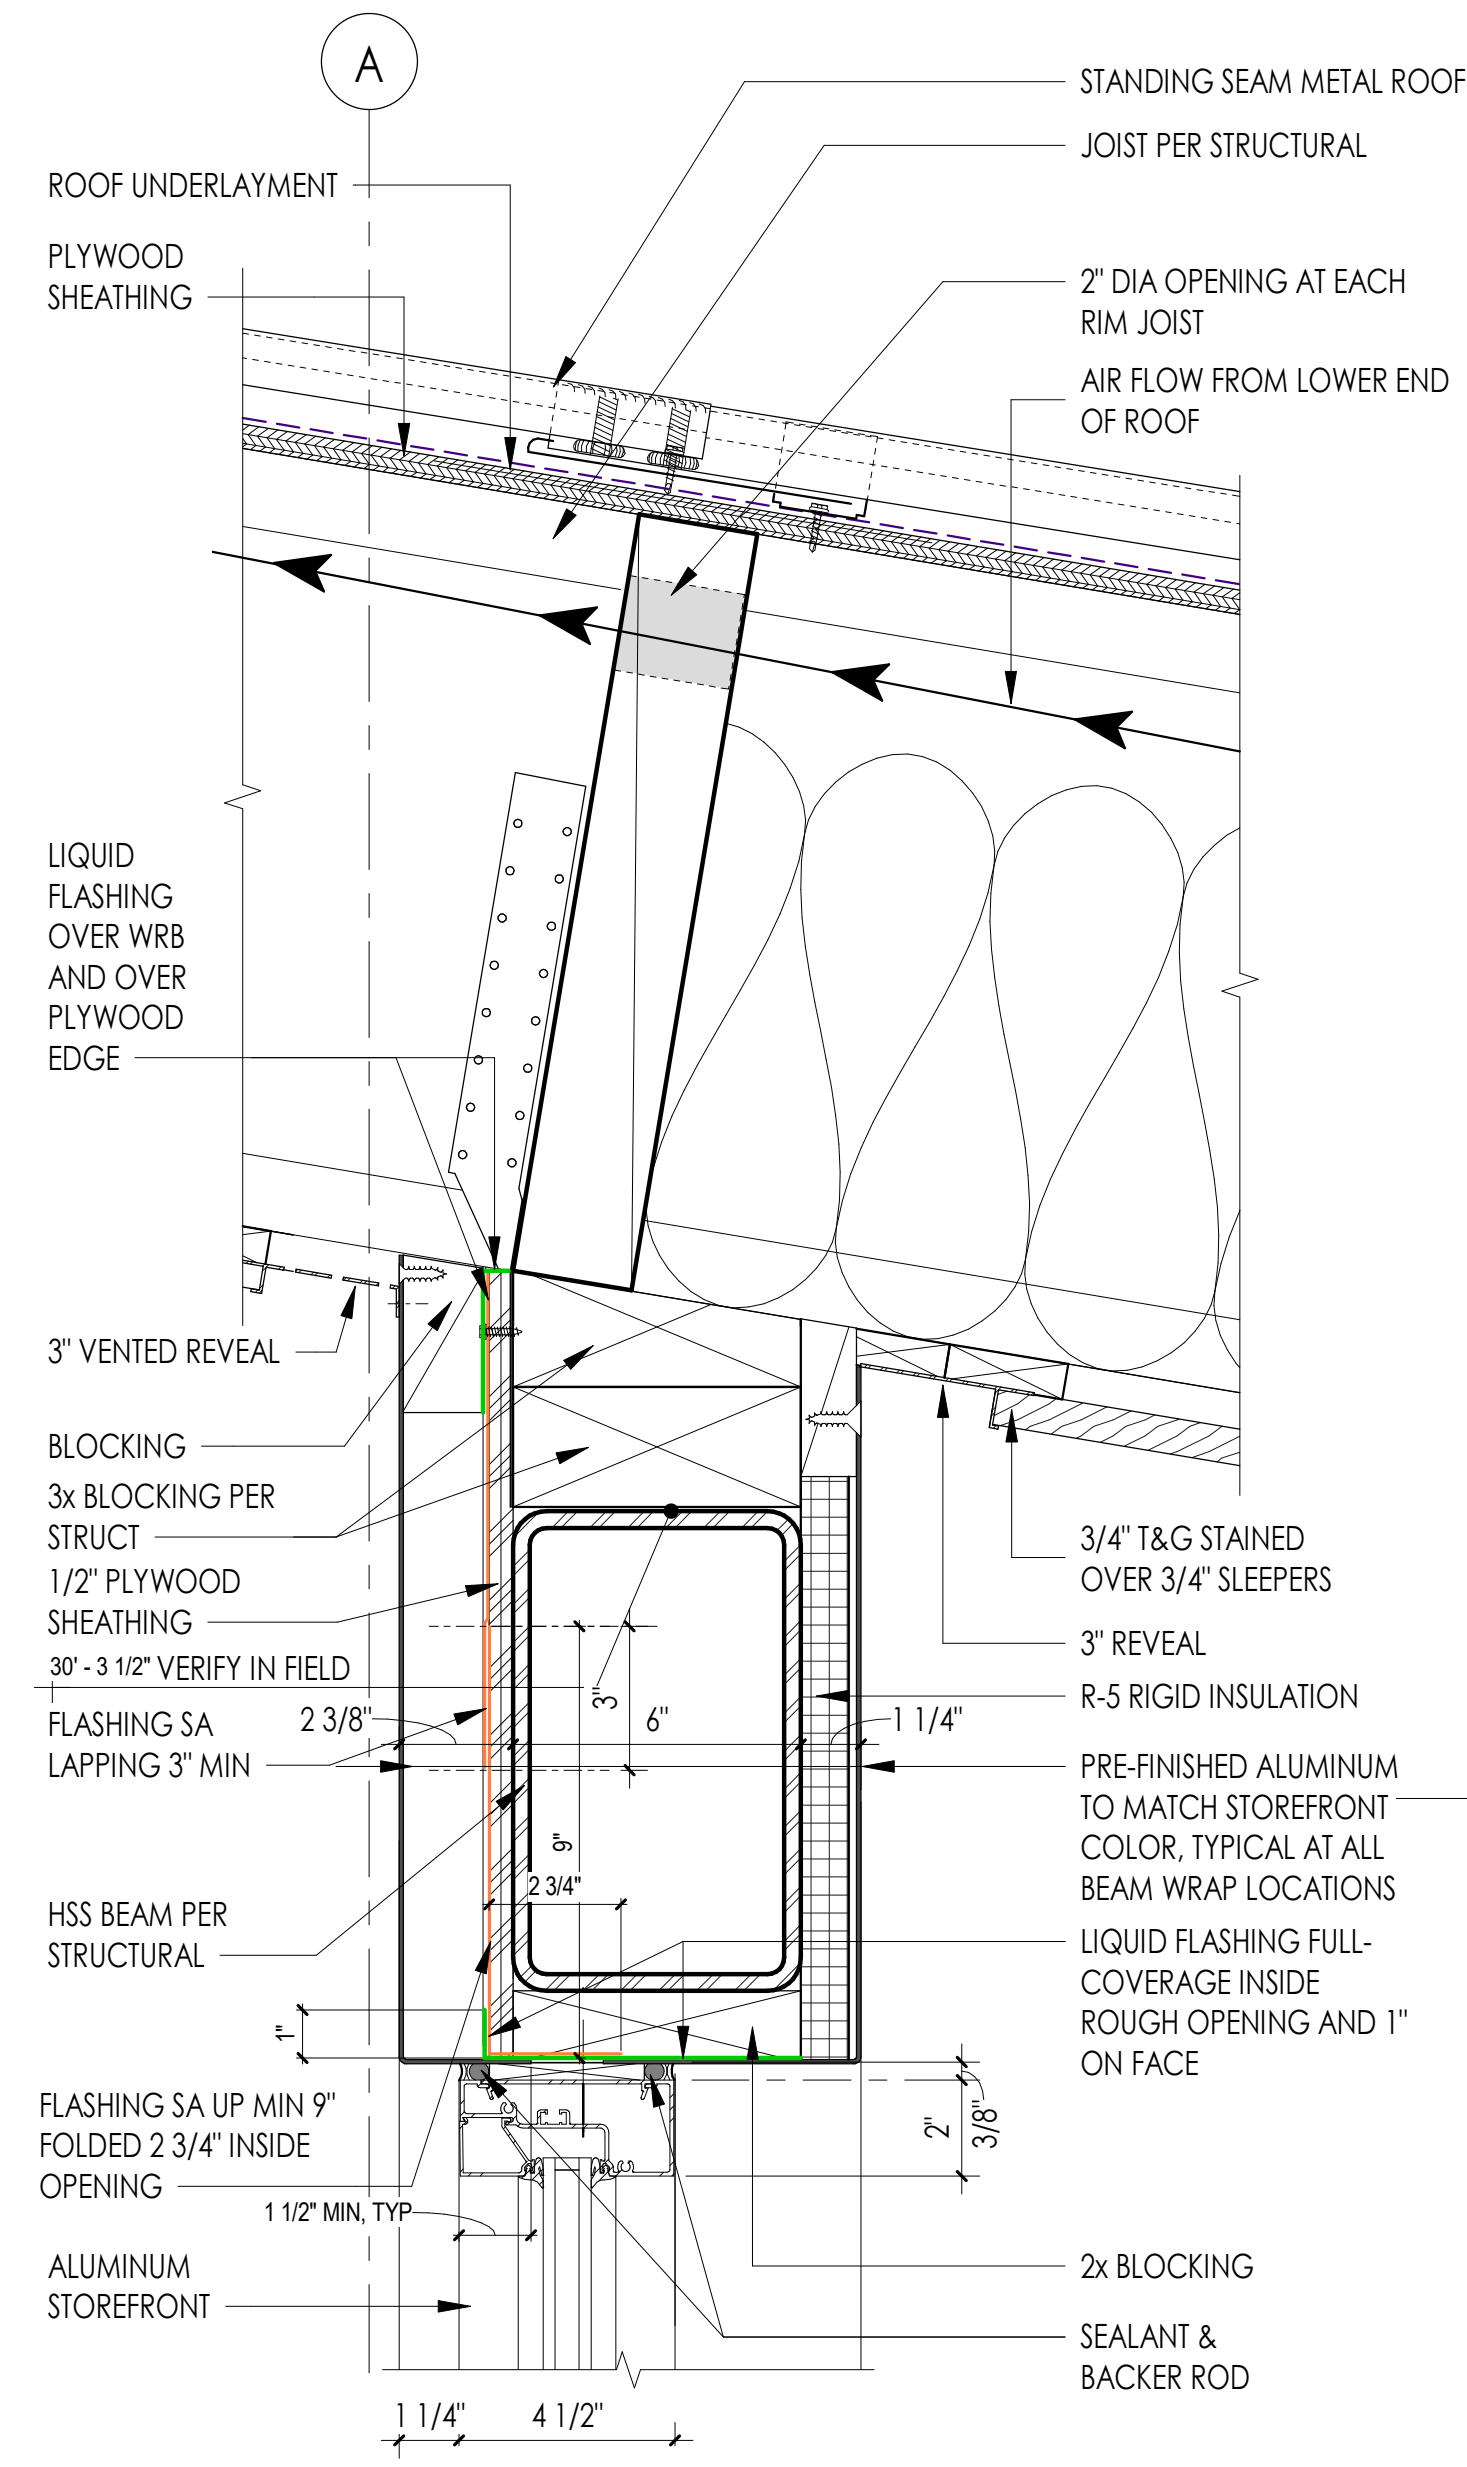 A
STANDING SEAM METAL ROOF
JOIST PER STRUCTURAL
ROOF UNDERLAYMENT
PLYWOOD
SHEATHING
2" DIA OPENING AT EACH
RIM JOIST
AIR FLOW FROM LOWER END
OF ROOF
LIQUID
FLASHING
OVER WRB
AND OVER
PLYWOOD
EDGE
3" VENTED REVEAL
BLOCKING
3x BLOCKING PER
STRUCT
1/2" PLYWOOD
SHEATHING
30' - 3 1/2" VERIFY IN FIELD
FLASHING SA
LAPPING 3" MIN
2 3/8"
3"
6"
1 1/4"
9"
2 3/4"
HSS BEAM PER
STRUCTURAL
1"
FLASHING SA UP MIN 9"
FOLDED 2 3/4" INSIDE
OPENING
1 1/2" MIN, TYP
ALUMINUM
STOREFRONT
3/4" T&G STAINED
OVER 3/4" SLEEPERS
3" REVEAL
R-5 RIGID INSULATION
PRE-FINISHED ALUMINUM
TO MATCH STOREFRONT
COLOR, TYPICAL AT ALL
BEAM WRAP LOCATIONS
LIQUID FLASHING FULL-
COVERAGE INSIDE
ROUGH OPENING AND 1"
ON FACE
2"
3/8"
2x BLOCKING
SEALANT &
BACKER ROD
1 1/4"
4 1/2"